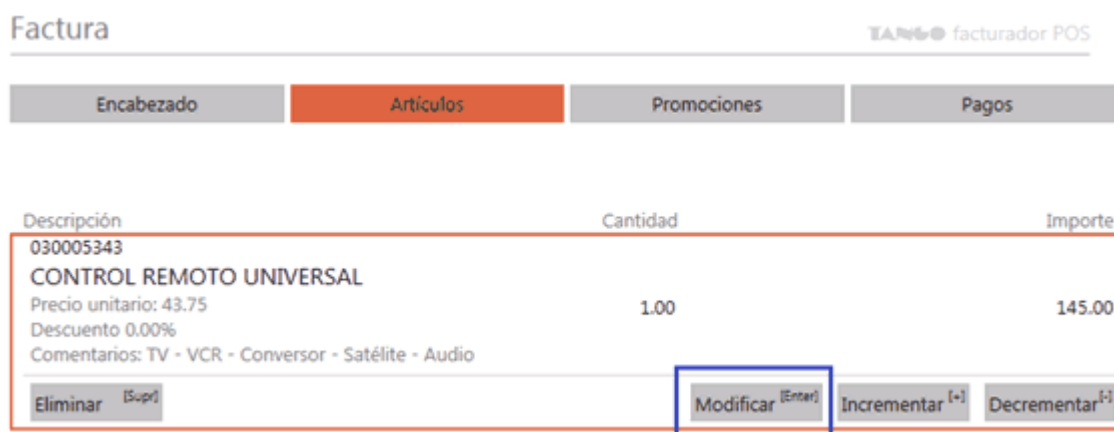 Factura
TANGO facturador POS
Encabezado Artículos Promociones Pagos
Descripción Cantidad Importe
030005343
CONTROL REMOTO UNIVERSAL
Precio unitario: 43.75
1.00 145.00
Descuento 0.00%
Comentarios: TV - VCR - Conversor - Satélite - Audio
Eliminar [Supr] Modificar [Enter] Incrementar [+] Decrementar [-]